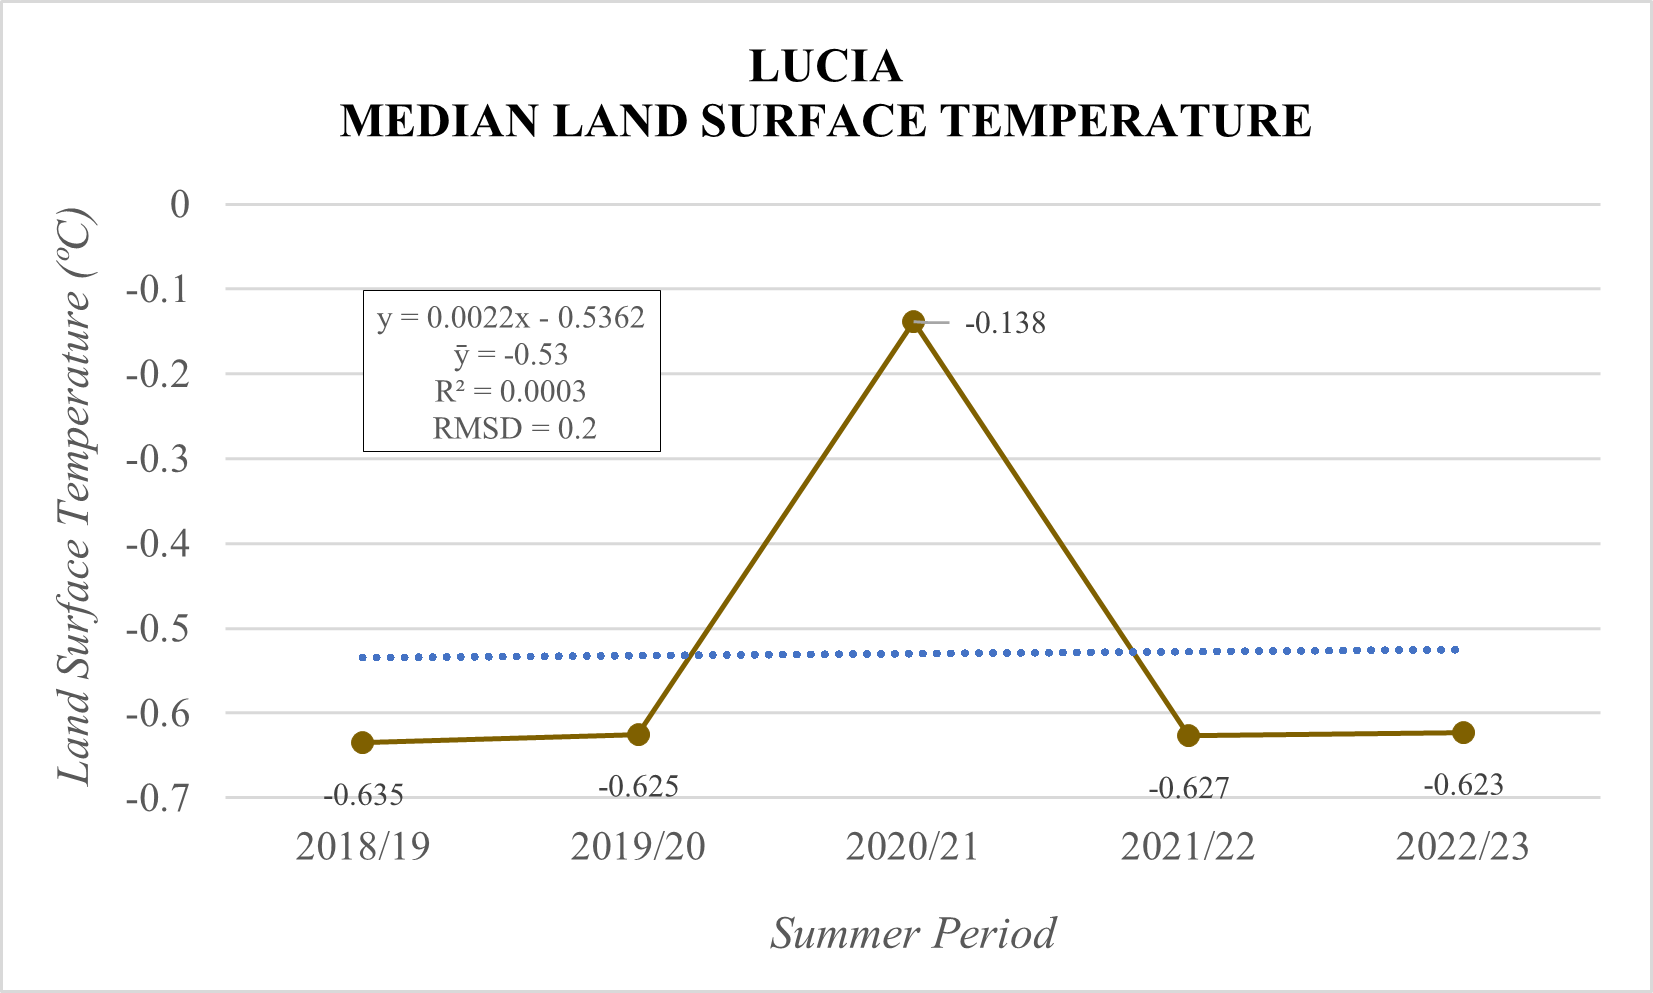 LUCIA
MEDIAN LAND SURFACE TEMPERATURE
Land Surface Temperature (ºC)
0
-0.1
-0.2
-0.3
-0.4
-0.5
-0.6
-0.7
y = 0.0022x - 0.5362
ȳ = -0.53
R² = 0.0003
RMSD = 0.2
-0.635
-0.625
-0.138
-0.627
-0.623
2018/19 2019/20 2020/21 2021/22 2022/23
Summer Period